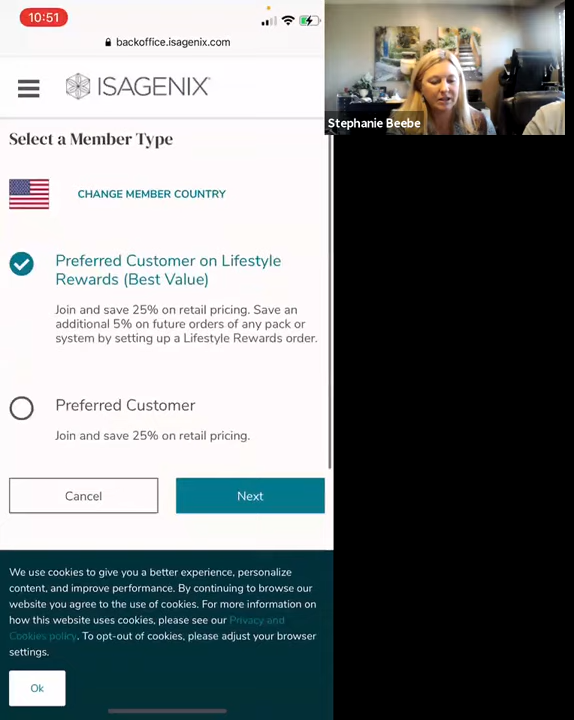 10:51
backoffice.isagenix.com
ISAGENIX
Stephanie Beebe
Select a Member Type
CHANGE MEMBER COUNTRY
Preferred Customer on Lifestyle
Rewards (Best Value)
Join and save 25% on retail pricing. Save an
additional 5% on future orders of any pack or
system by setting up a Lifestyle Rewards order.
Preferred Customer
Join and save 25% on retail pricing.
Cancel
Next
We use cookies to give you a better experience, personalize
content, and improve performance. By continuing to browse our
website you agree to the use of cookies. For more information on
how this website uses cookies, please see our Privacy and
Cookies policy. To opt-out of cookies, please adjust your browser
settings.
Ok